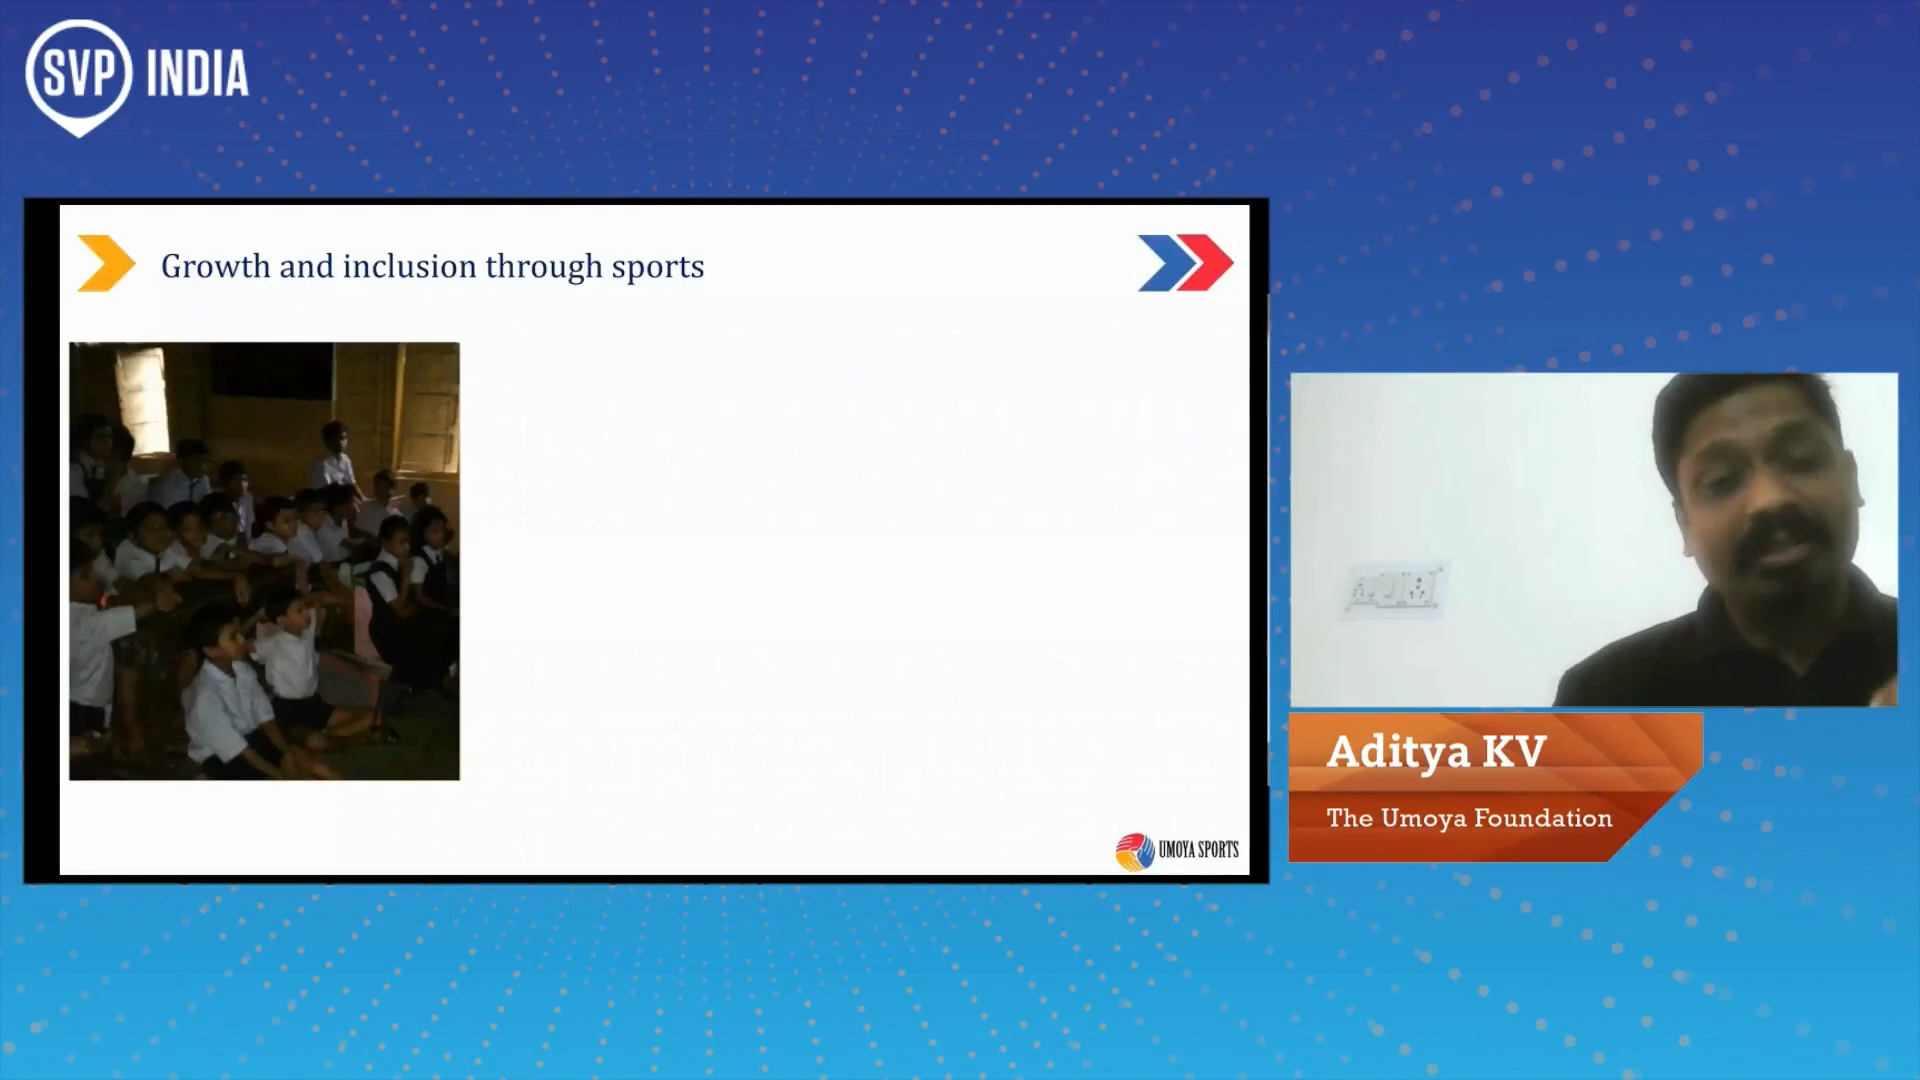 SVP INDIA
Growth and inclusion through sports
UMOYA SPORTS
Aditya KV
The Umoya Foundation